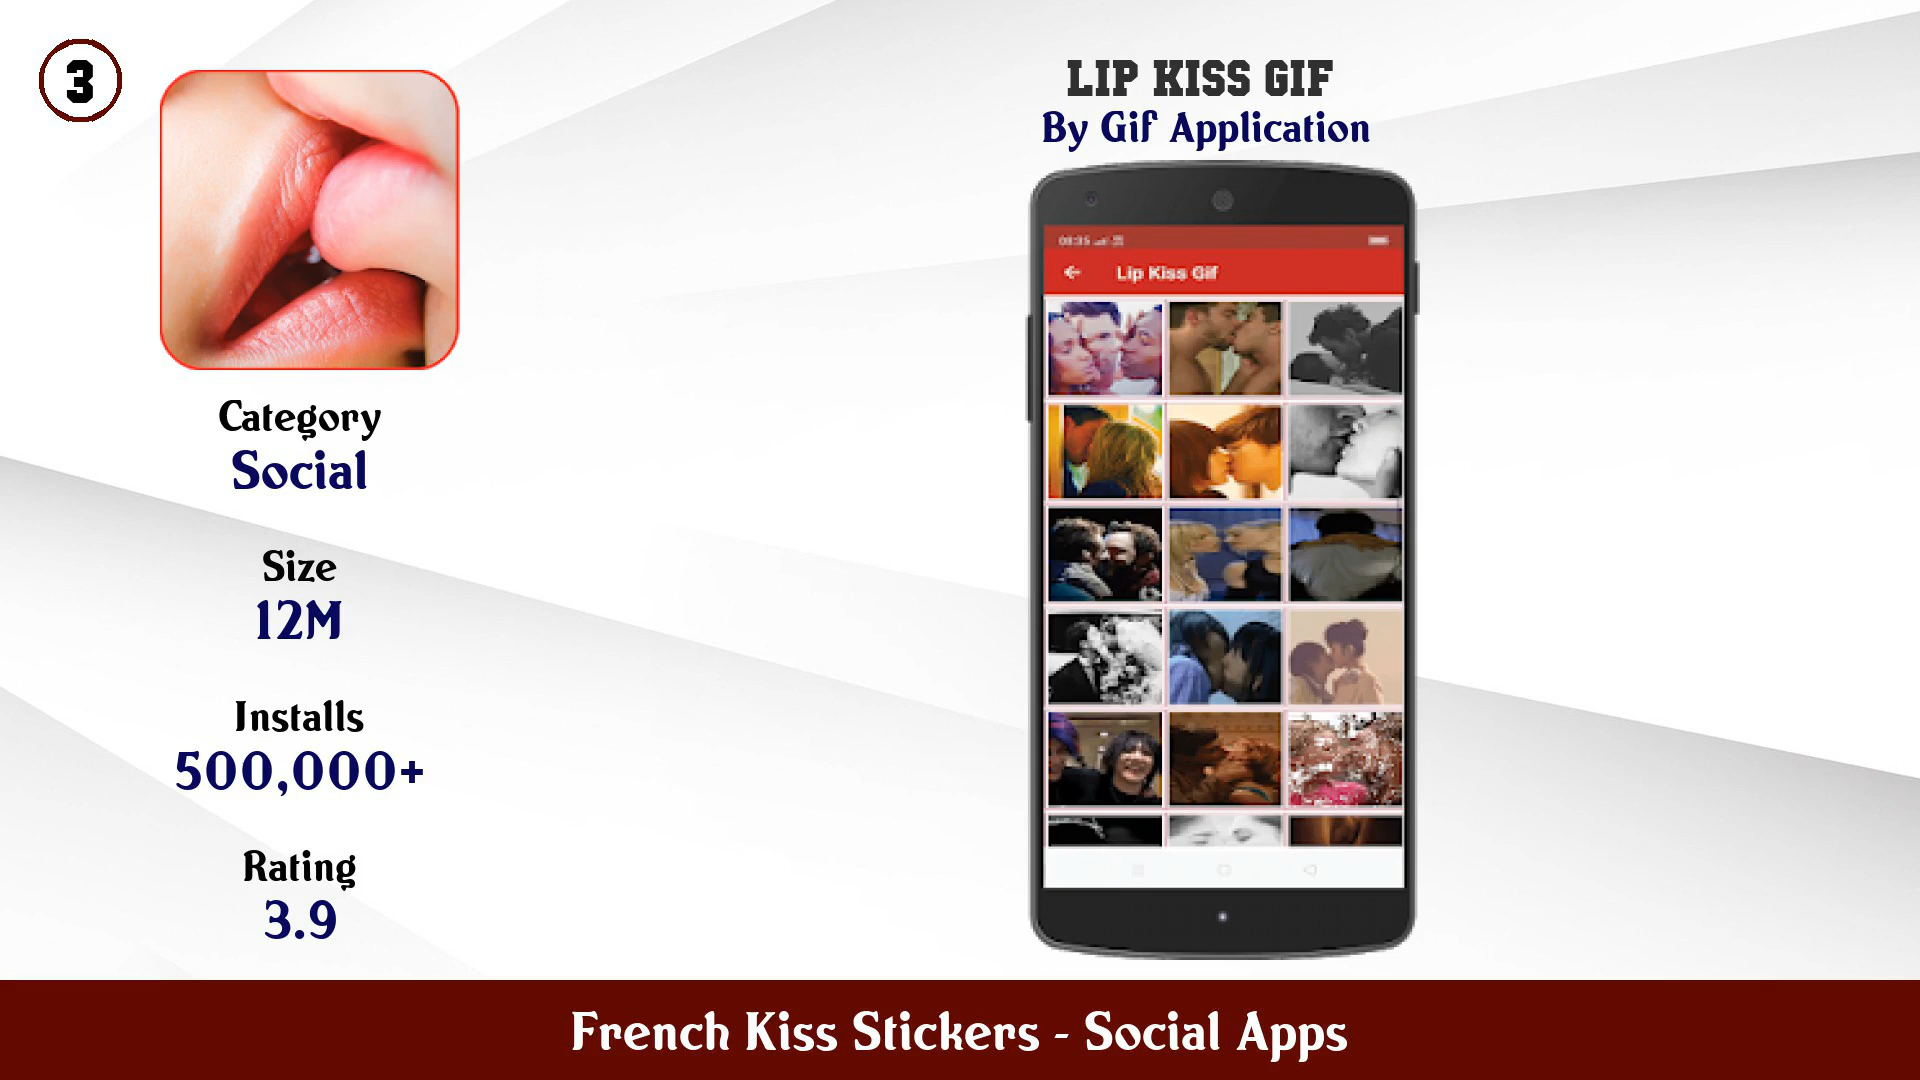 3
LIP KISS GIF
By Gif Application
Lip Kiss Gif
Category
Social
Size
12M
Installs
500,000+
Rating
3.9
French Kiss Stickers - Social Apps